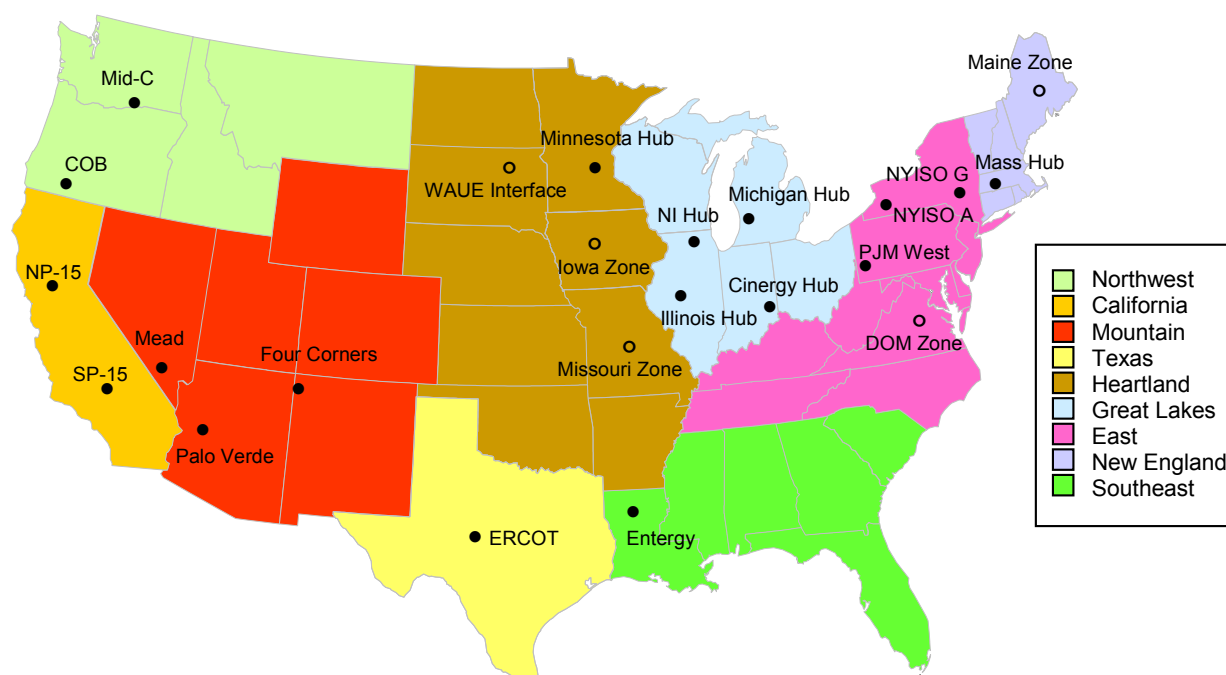 Maine Zone
Mid-C
Minnesota Hub
COB
WAUE Interface
Michigan Hub
NYISO G
Mass Hub
NI Hub
NYISO A
NP-15
Iowa Zone
PJM West
Cinergy Hub
Illinois Hub
Mead
Four Corners
Missouri Zone
DOM Zone
SP-15
Palo Verde
ERCOT
Entergy
Northwest
California
Mountain
Texas
Heartland
Great Lakes
East
New England
Southeast